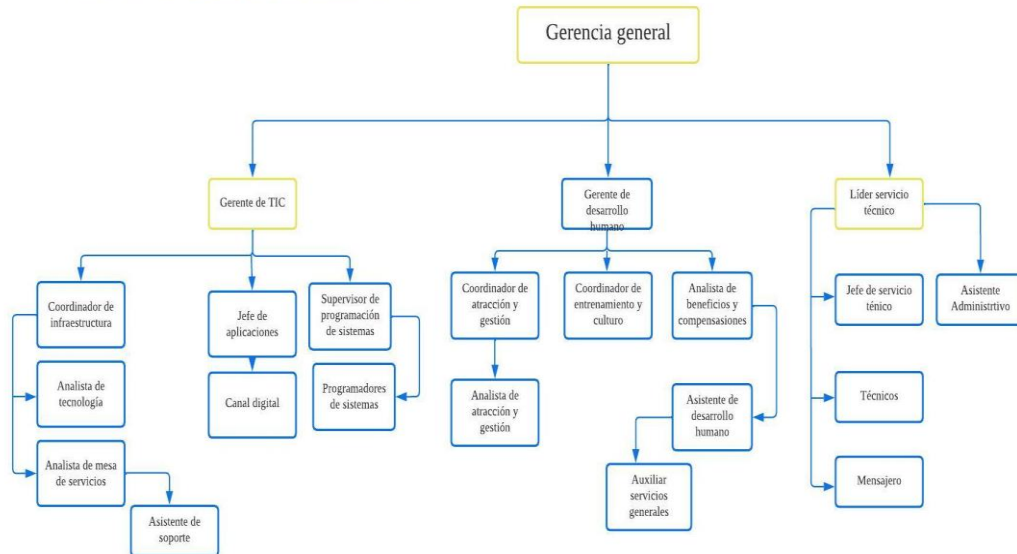 Gerencia general
Gerente de TIC
Gerente de
desarrollo
humano
Líder servicio
técnico
Coordinador de
infraestructura
Jefe de
aplicaciones
Supervisor de
programación
de sistemas
Coordinador de
atracción y
gestión
Coordinador de
entrenamiento y
culturo
Analista de
beneficios y
compensasiones
Jefe de servicio
ténico
Asistente
Administrtivo
Analista de
tecnología
Canal digital
Programadores
de sistemas
Analista de
atracción y
gestión
Asistente de
desarrollo
humano
Técnicos
Analista de mesa
de servicios
Auxiliar
servicios
generales
Mensajero
Asistente de
soporte